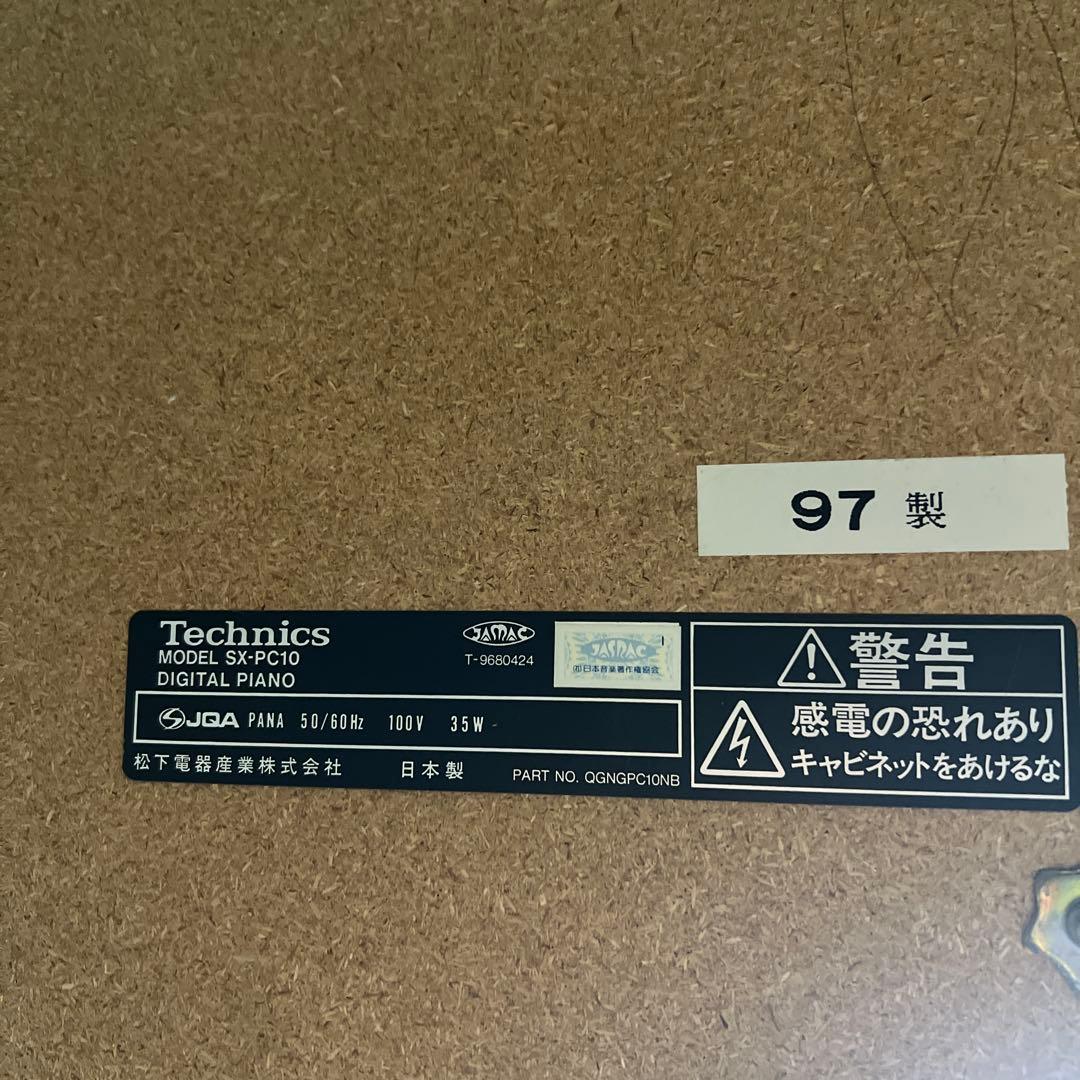 97 製
Technics
MODEL SX-PC10
DIGITAL PIANO
JASRAC
T-9680424
JASRAC
(社)日本音楽著作権協会
JQA PANA 50/60Hz 100V 35W
松下電器産業株式会社 日本製 PART NO. QGNGPC10NB
警告
感電の恐れあり
キャビネットをあけるな